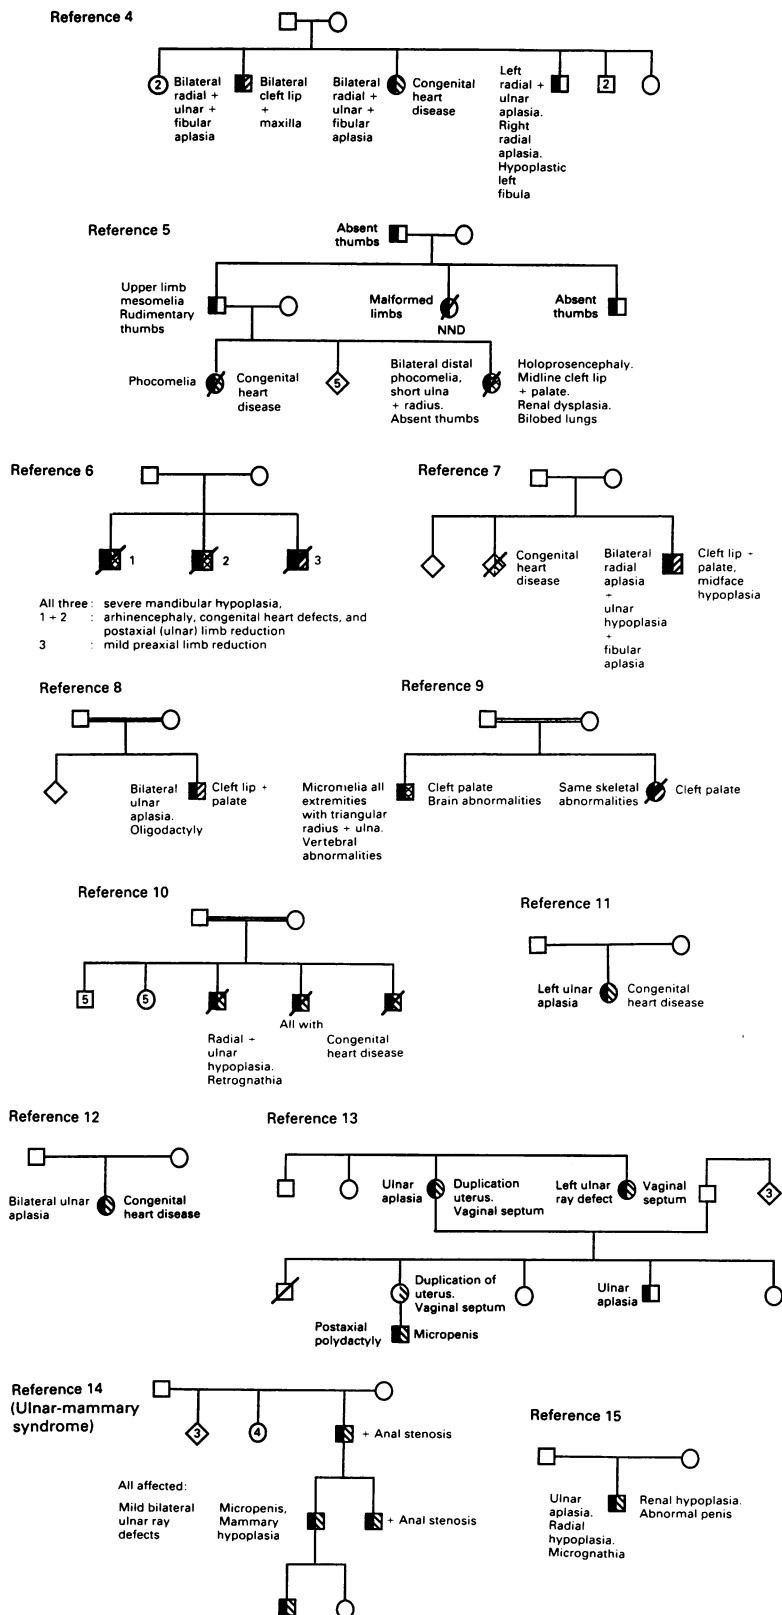 Reference 4
2
Bilateral
radial +
ulnar +
fibular
aplasia
Bilateral
cleft lip
+
maxilla
Bilateral
radial +
ulnar +
fibular
aplasia
Congenital
heart
disease
Left
radial +
ulnar
aplasia.
Right
radial
aplasia.
Hypoplastic
left
fibula
2
Reference 5
Absent
thumbs
Upper limb
mesomelia
Rudimentary
thumbs
Malformed
limbs
NND
Absent
thumbs
Phocomelia
Congenital
heart
disease
5
Bilateral distal
phocomelia,
short ulna
+ radius.
Absent thumbs
Holoprosencephaly.
Midline cleft lip
+ palate.
Renal dysplasia.
Bilobed lungs
Reference 6
1
2
3
All three : severe mandibular hypoplasia,
1 + 2 : arhinencephaly, congenital heart defects, and
postaxial (ulnar) limb reduction
3 : mild preaxial limb reduction
Reference 7
Congenital
heart
disease
Bilateral
radial
aplasia
+
ulnar
hypoplasia
+
fibular
aplasia
Cleft lip +
palate,
midface
hypoplasia
Reference 8
Bilateral
ulnar
aplasia.
Oligodactyly
Cleft lip +
palate
Reference 9
Micromelia all
extremities
with triangular
radius + ulna.
Vertebral
abnormalities
Cleft palate
Brain abnormalities
Same skeletal
abnormalities
Cleft palate
Reference 10
5
5
All with
Radial +
ulnar
hypoplasia.
Retrognathia
Congenital
heart disease
Reference 11
Left ulnar
aplasia
Congenital
heart disease
Reference 12
Bilateral ulnar
aplasia
Congenital
heart disease
Reference 13
Ulnar
aplasia
Duplication
uterus.
Vaginal septum
Left ulnar
ray defect
Vaginal
septum
3
Duplication of
uterus.
Vaginal septum
Ulnar
aplasia
Postaxial
polydactyly
Micropenis
Reference 14
(Ulnar-mammary
syndrome)
3
4
+ Anal stenosis
All affected:
Mild bilateral
ulnar ray
defects
Micropenis,
Mammary
hypoplasia
+ Anal stenosis
Reference 15
Ulnar
aplasia.
Radial
hypoplasia.
Micrognathia
Renal hypoplasia.
Abnormal penis